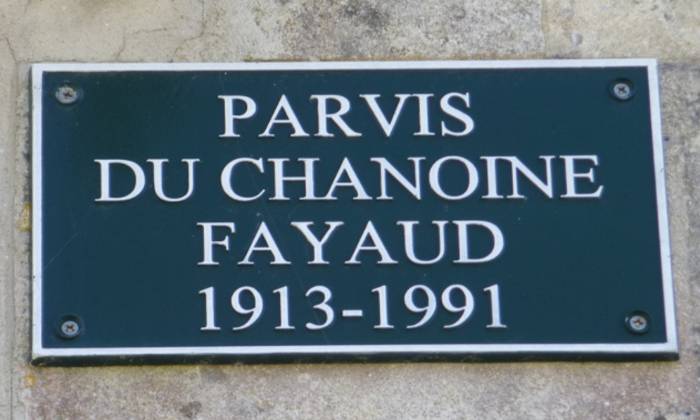 PARVIS
DU CHANOINE
FAYAUD
1913-1991